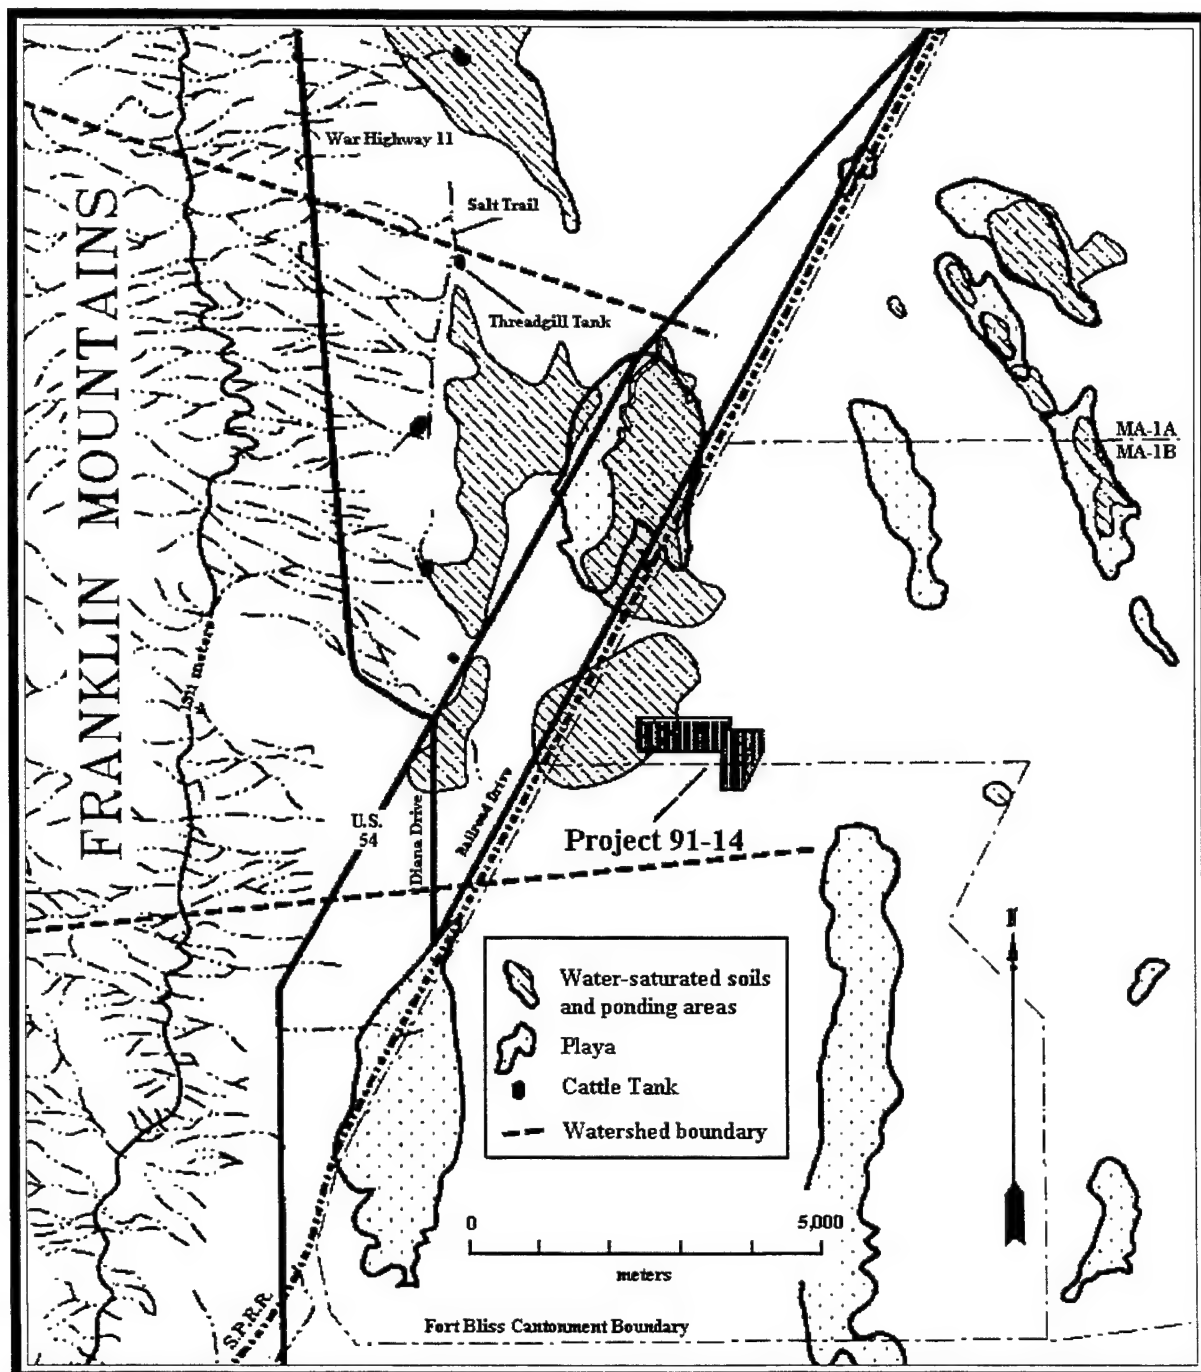 War Highway 11
Salt Trail
Threadgill Tank
FRANKLIN MOUNTAINS
MA-1A
MA-1B
1511 meters
U.S.
54
Diana Drive
Railroad Drive
Project 91-14
N
Water-saturated soils
and ponding areas
Playa
Cattle Tank
Watershed boundary
0
5,000
meters
S.P.R.R.
Fort Bliss Cantonment Boundary